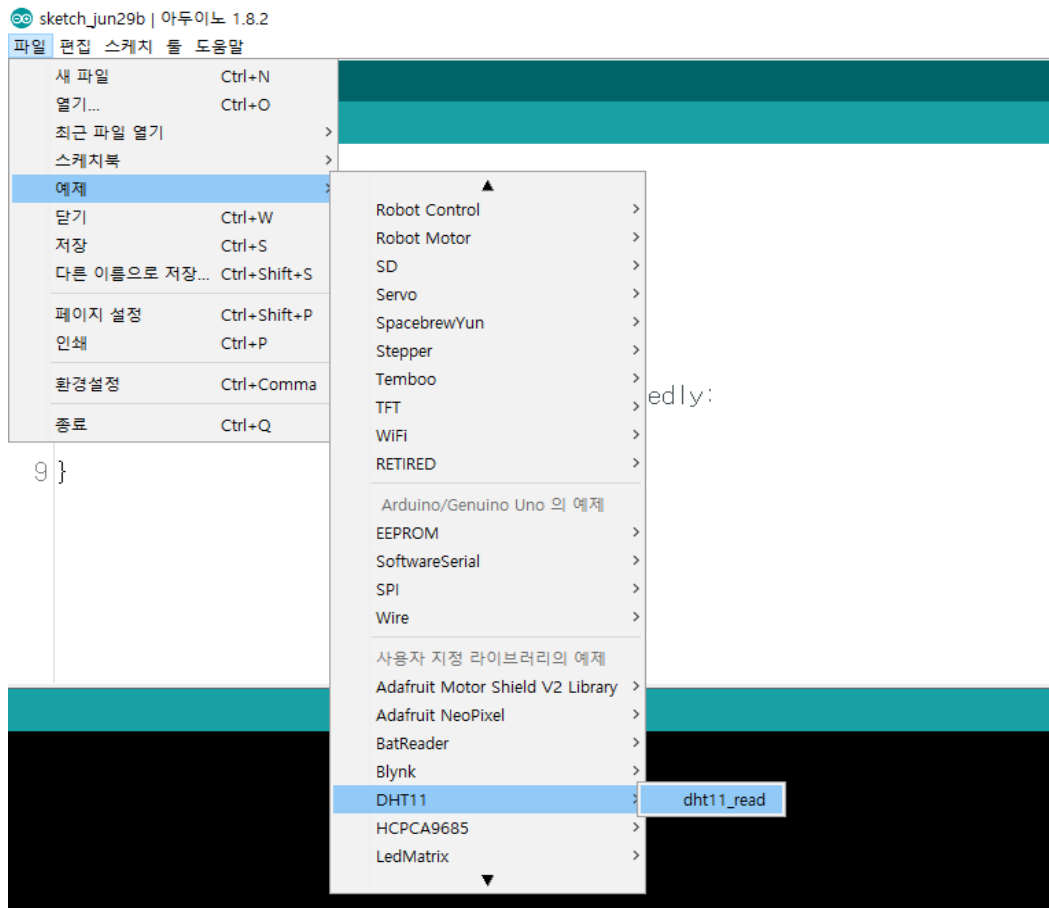 sketch_jun29b | 아두이노 1.8.2
파일 편집 스케치 툴 도움말
새 파일 Ctrl+N
열기... Ctrl+O
최근 파일 열기
스케치북
예제
닫기 Ctrl+W
저장 Ctrl+S
다른 이름으로 저장... Ctrl+Shift+S
페이지 설정 Ctrl+Shift+P
인쇄 Ctrl+P
환경설정 Ctrl+Comma
종료 Ctrl+Q
Robot Control
Robot Motor
SD
Servo
SpacebrewYun
Stepper
Temboo
TFT
WiFi
RETIRED
Arduino/Genuino Uno 의 예제
EEPROM
SoftwareSerial
SPI
Wire
사용자 지정 라이브러리의 예제
Adafruit Motor Shield V2 Library
Adafruit NeoPixel
BatReader
Blynk
DHT11
HCPCA9685
LedMatrix
dht11_read
edly:
9 }